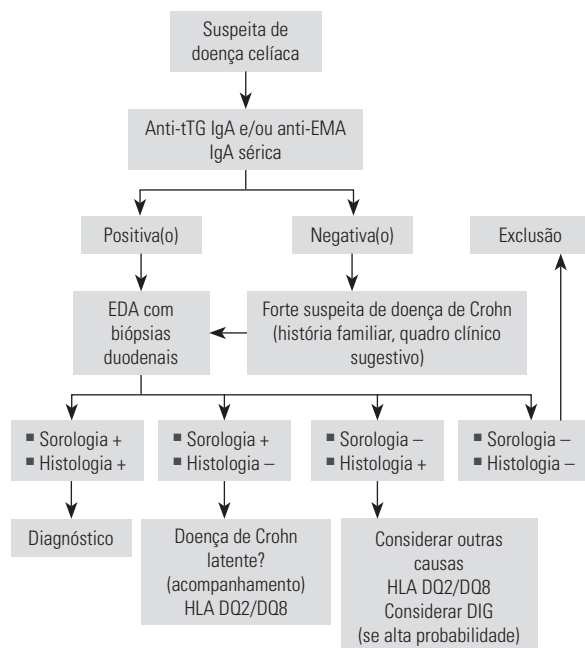 Suspeita de
doença celíaca
Anti-tTG IgA e/ou anti-EMA
IgA sérica
Positiva(o)
Negativa(o)
Exclusão
EDA com
biópsias
duodenais
Forte suspeita de doença de Crohn
(história familiar, quadro clínico
sugestivo)
■ Sorologia +
■ Histologia +
■ Sorologia +
■ Histologia –
■ Sorologia –
■ Histologia +
■ Sorologia –
■ Histologia –
Diagnóstico
Doença de Crohn
latente?
(acompanhamento)
HLA DQ2/DQ8
Considerar outras
causas
HLA DQ2/DQ8
Considerar DIG
(se alta probabilidade)